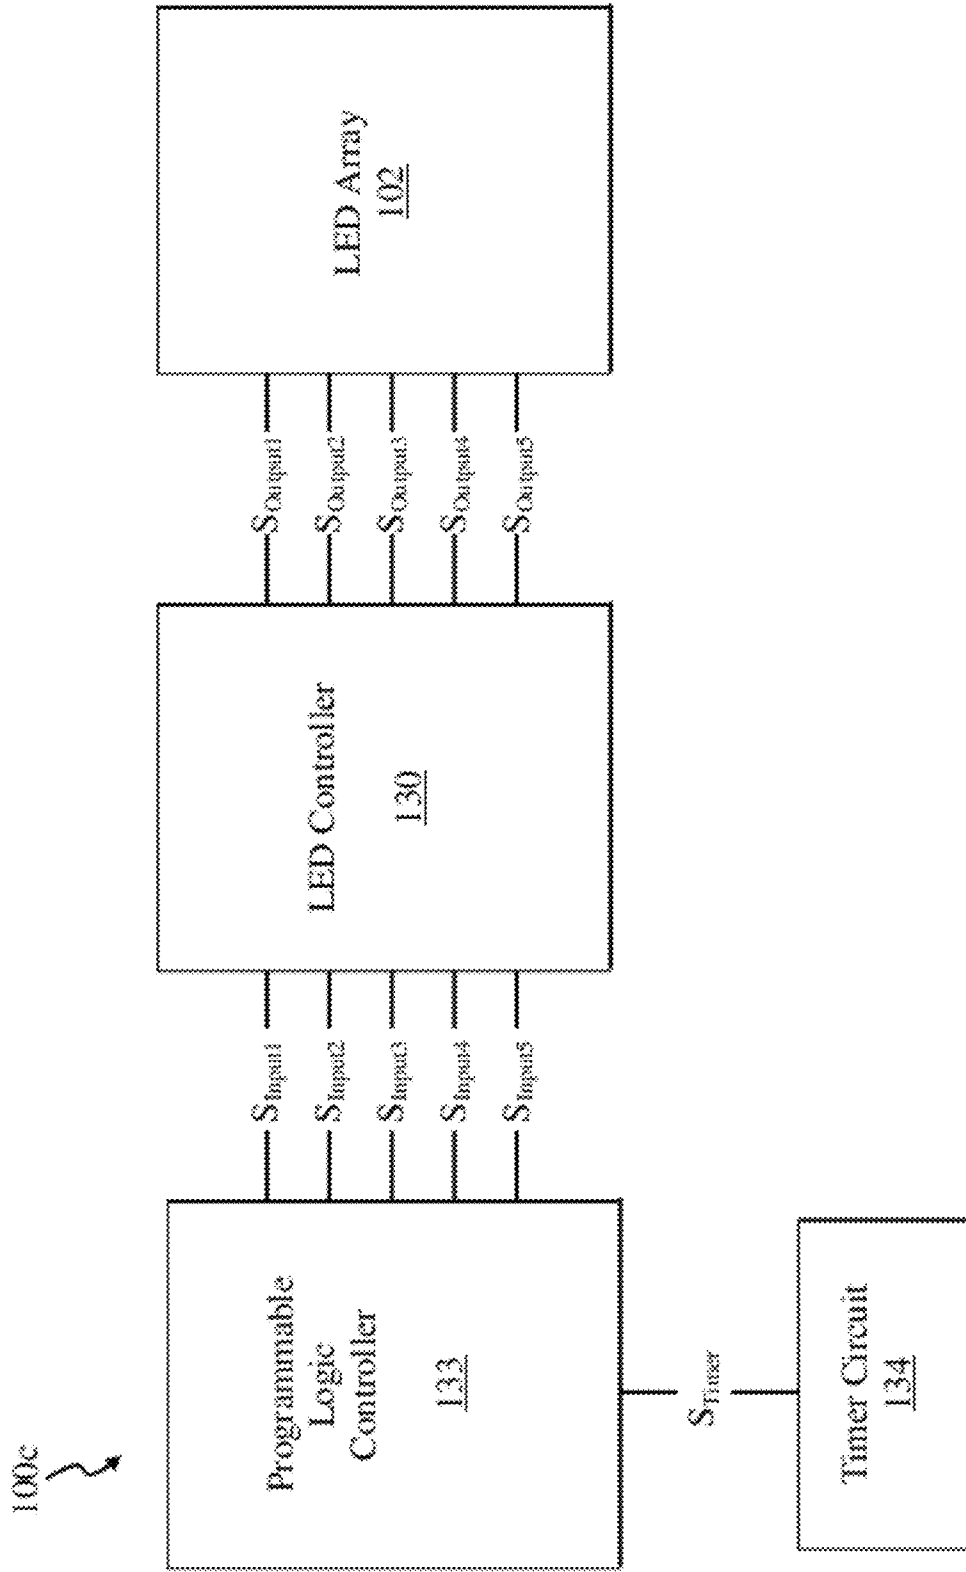 100c
Programmable
Logic
Controller
133
S_Input1
S_Input2
S_Input3
S_Input4
S_Input5
LED Controller
130
S_Output1
S_Output2
S_Output3
S_Output4
S_Output5
LED Array
102
S_Timer
Timer Circuit
134